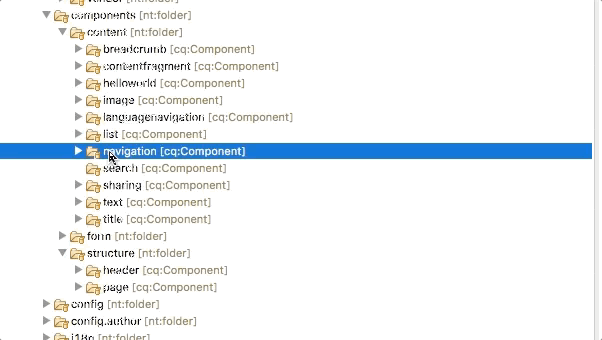 components [nt:folder]
content [nt:folder]
breadcrumb [cq:Component]
contentfragment [cq:Component]
helloworld [cq:Component]
image [cq:Component]
languagenavigation [cq:Component]
list [cq:Component]
navigation [cq:Component]
search [cq:Component]
sharing [cq:Component]
text [cq:Component]
title [cq:Component]
form [nt:folder]
structure [nt:folder]
header [cq:Component]
page [cq:Component]
config [nt:folder]
config.author [nt:folder]
i18n [nt:folder]